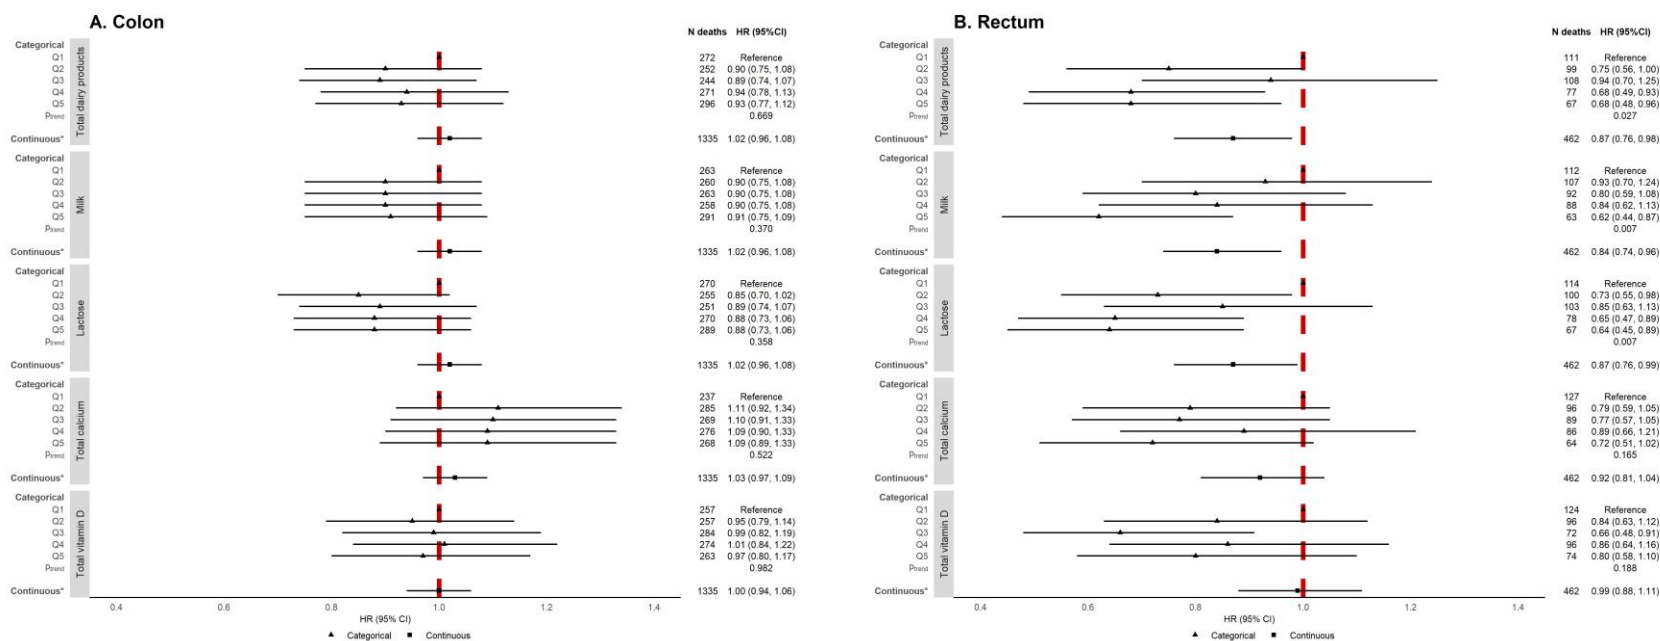 A. Colon
N deaths HR (95%CI)
Total dairy products
Categorical
Q1 272 Reference
Q2 252 0.90 (0.75, 1.08)
Q3 244 0.89 (0.74, 1.07)
Q4 271 0.94 (0.78, 1.13)
Q5 296 0.93 (0.77, 1.12)
Ptrend 0.669
Continuous* 1335 1.02 (0.96, 1.08)
Milk
Categorical
Q1 263 Reference
Q2 260 0.90 (0.75, 1.08)
Q3 263 0.90 (0.75, 1.08)
Q4 258 0.90 (0.75, 1.08)
Q5 291 0.91 (0.75, 1.09)
Ptrend 0.370
Continuous* 1335 1.02 (0.96, 1.08)
Lactose
Categorical
Q1 270 Reference
Q2 255 0.85 (0.70, 1.02)
Q3 251 0.89 (0.74, 1.07)
Q4 270 0.88 (0.73, 1.06)
Q5 289 0.88 (0.73, 1.06)
Ptrend 0.358
Continuous* 1335 1.02 (0.96, 1.08)
Total calcium
Categorical
Q1 237 Reference
Q2 285 1.11 (0.92, 1.34)
Q3 269 1.10 (0.91, 1.33)
Q4 276 1.09 (0.90, 1.33)
Q5 268 1.09 (0.89, 1.33)
Ptrend 0.522
Continuous* 1335 1.03 (0.97, 1.09)
Total vitamin D
Categorical
Q1 257 Reference
Q2 257 0.95 (0.79, 1.14)
Q3 284 0.99 (0.82, 1.19)
Q4 274 1.01 (0.84, 1.22)
Q5 263 0.97 (0.80, 1.17)
Ptrend 0.982
Continuous* 1335 1.00 (0.94, 1.06)
0.4 0.6 0.8 1.0 1.2 1.4
HR (95% CI)
Categorical Continuous
B. Rectum
N deaths HR (95%CI)
Total dairy products
Categorical
Q1 111 Reference
Q2 99 0.75 (0.56, 1.00)
Q3 108 0.94 (0.70, 1.25)
Q4 77 0.68 (0.49, 0.93)
Q5 67 0.68 (0.48, 0.96)
Ptrend 0.027
Continuous* 462 0.87 (0.76, 0.98)
Milk
Categorical
Q1 112 Reference
Q2 107 0.93 (0.70, 1.24)
Q3 92 0.80 (0.59, 1.08)
Q4 88 0.84 (0.62, 1.13)
Q5 63 0.62 (0.44, 0.87)
Ptrend 0.007
Continuous* 462 0.84 (0.74, 0.96)
Lactose
Categorical
Q1 114 Reference
Q2 100 0.73 (0.55, 0.98)
Q3 103 0.85 (0.63, 1.13)
Q4 78 0.65 (0.47, 0.89)
Q5 67 0.64 (0.45, 0.89)
Ptrend 0.007
Continuous* 462 0.87 (0.76, 0.99)
Total calcium
Categorical
Q1 127 Reference
Q2 96 0.79 (0.59, 1.05)
Q3 89 0.77 (0.57, 1.05)
Q4 86 0.89 (0.66, 1.21)
Q5 64 0.72 (0.51, 1.02)
Ptrend 0.165
Continuous* 462 0.92 (0.81, 1.04)
Total vitamin D
Categorical
Q1 124 Reference
Q2 96 0.84 (0.63, 1.12)
Q3 72 0.66 (0.48, 0.91)
Q4 96 0.86 (0.64, 1.16)
Q5 74 0.80 (0.58, 1.10)
Ptrend 0.188
Continuous* 462 0.99 (0.88, 1.11)
0.4 0.6 0.8 1.0 1.2 1.4
HR (95% CI)
Categorical Continuous